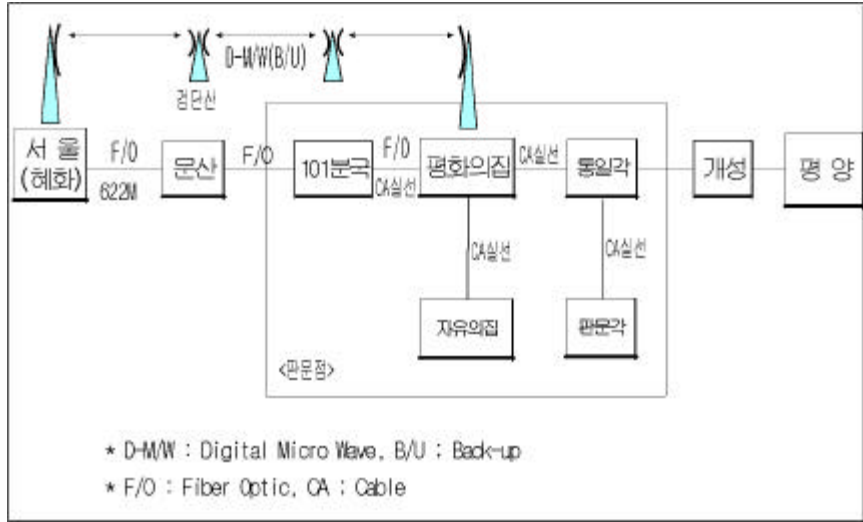 D-M/W(B/U)
검단산
서 울
(혜화)
F/O
622M
문산
F/O
101분국
F/O
CA실선
평화의집
CA실선
통일각
개성
평 양
CA실선
CA실선
자유의집
판문각
<판문점>
* D-M/W : Digital Micro Wave, B/U : Back-up
* F/O : Fiber Optic, CA : Cable